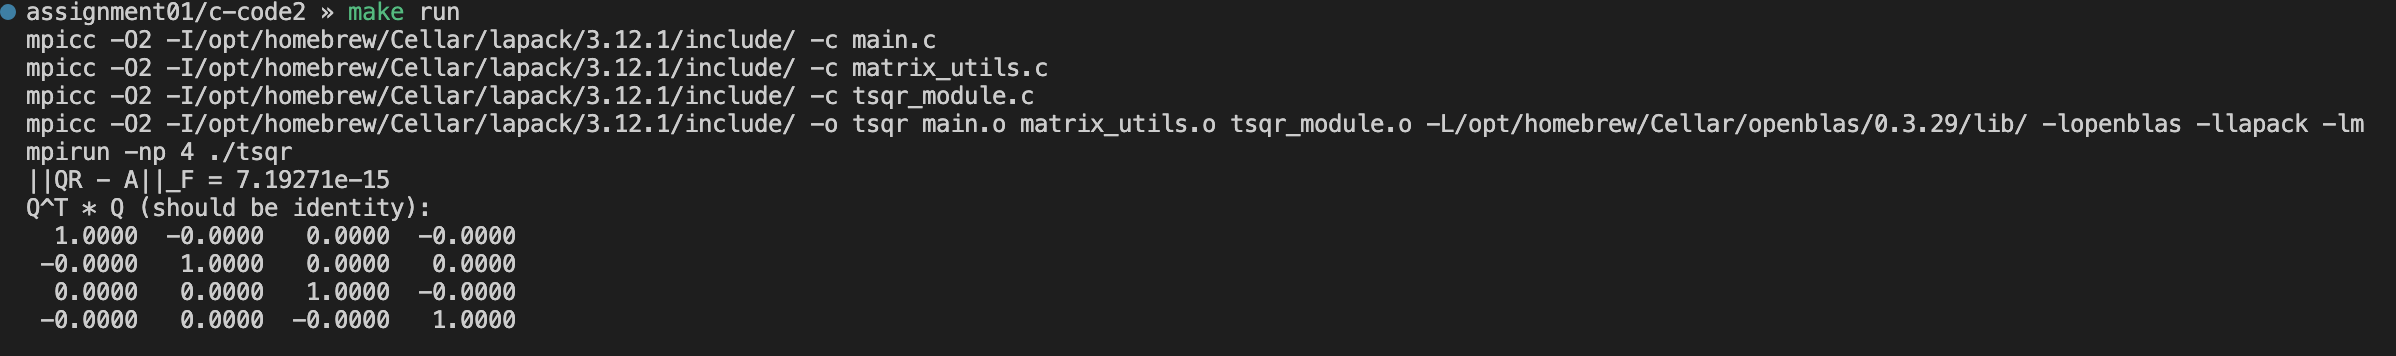 assignment01/c-code2 » make run
mpicc -O2 -I/opt/homebrew/Cellar/lapack/3.12.1/include/ -c main.c
mpicc -O2 -I/opt/homebrew/Cellar/lapack/3.12.1/include/ -c matrix_utils.c
mpicc -O2 -I/opt/homebrew/Cellar/lapack/3.12.1/include/ -c tsqr_module.c
mpicc -O2 -I/opt/homebrew/Cellar/lapack/3.12.1/include/ -o tsqr main.o matrix_utils.o tsqr_module.o -L/opt/homebrew/Cellar/openblas/0.3.29/lib/ -lopenblas -llapack -lm
mpirun -np 4 ./tsqr
||QR - A||_F = 7.19271e-15
Q^T * Q (should be identity):
  1.0000  -0.0000   0.0000  -0.0000
 -0.0000   1.0000   0.0000   0.0000
  0.0000   0.0000   1.0000  -0.0000
 -0.0000   0.0000  -0.0000   1.0000